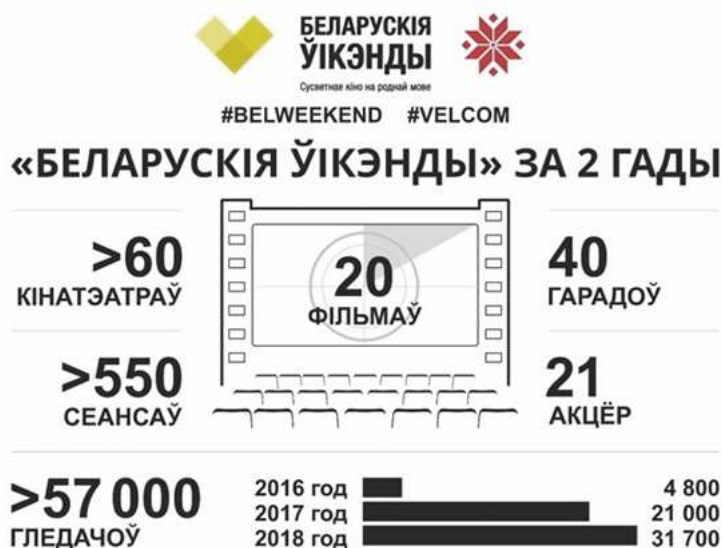 БЕЛАРУСКІЯ
ЎІКЭНДЫ
Сусветнае кіно на роднай мове
#BELWEEKEND #VELCOM
«БЕЛАРУСКІЯ ЎІКЭНДЫ» ЗА 2 ГАДЫ
>60
КІНАТЭАТРАЎ
20
ФІЛЬМАЎ
40
ГАРАДОЎ
>550
СЕАНСАЎ
21
АКЦЁР
>57 000
ГЛЕДАЧОЎ
2016 год 4 800
2017 год 21 000
2018 год 31 700